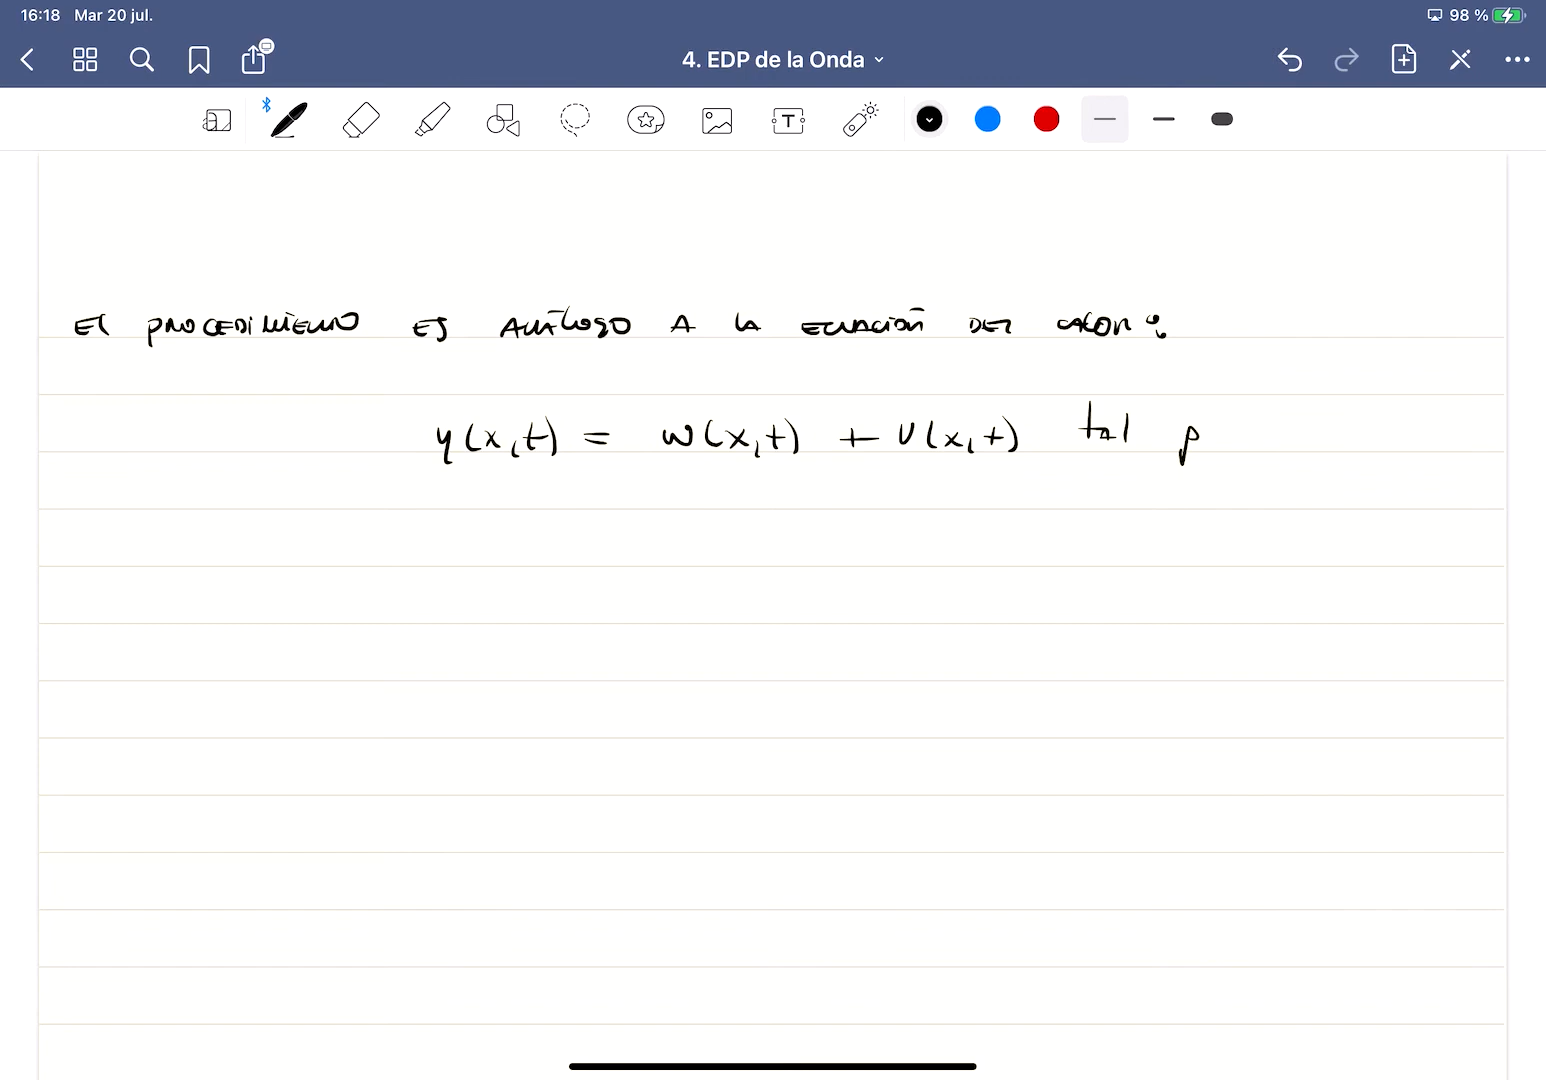 16:18 Mar 20 jul. 98 %
4. EDP de la Onda
T
El PROCEDIMIENTO ES ANÁLOGO A LA ECUACIÓN DEL CALOR:
y(x,t) = w(x,t) + v(x,t) tal p